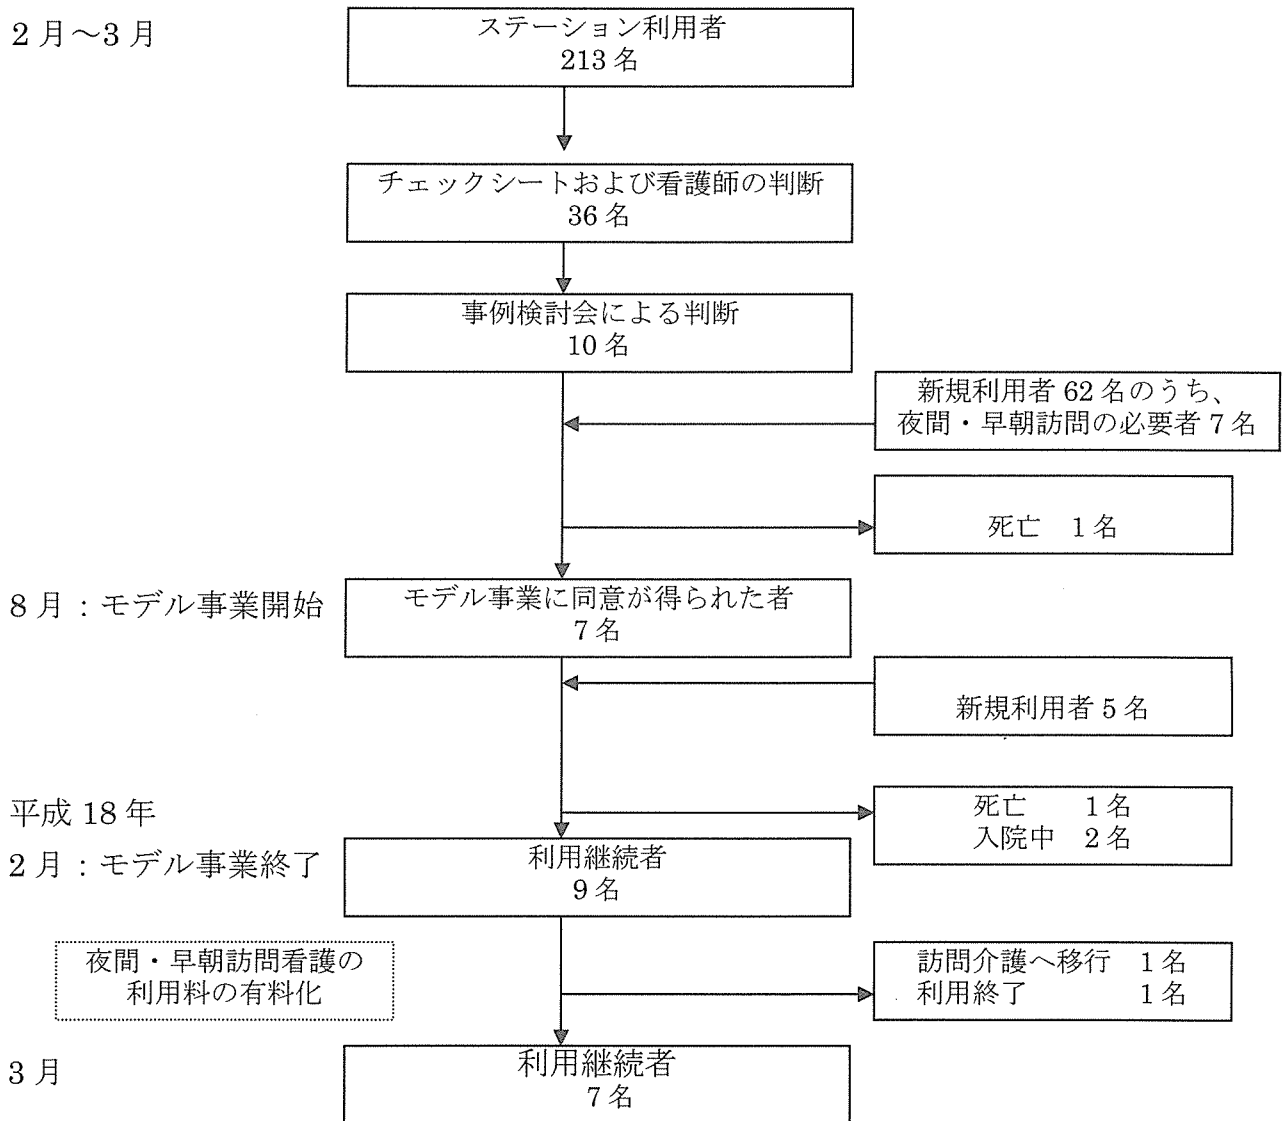 2月～3月
ステーション利用者
213名
チェックシートおよび看護師の判断
36名
事例検討会による判断
10名
新規利用者 62名のうち、
夜間・早朝訪問の必要者 7名
死亡　1名
8月：モデル事業開始
モデル事業に同意が得られた者
7名
新規利用者 5名
平成 18年
死亡　1名
入院中　2名
2月：モデル事業終了
利用継続者
9名
夜間・早朝訪問看護の
利用料の有料化
訪問介護へ移行　1名
利用終了　1名
3月
利用継続者
7名